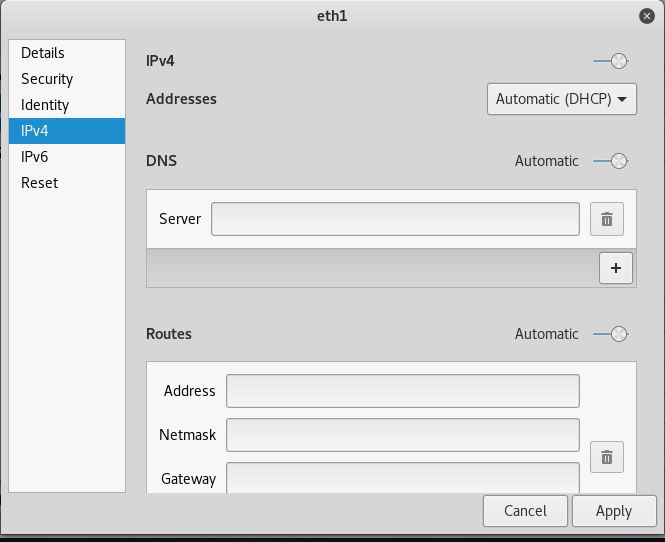 eth1
Details
Security
Identity
IPv4
IPv6
Reset
IPv4
Addresses Automatic (DHCP)
DNS Automatic
Server
+
Routes Automatic
Address
Netmask
Gateway
Cancel Apply